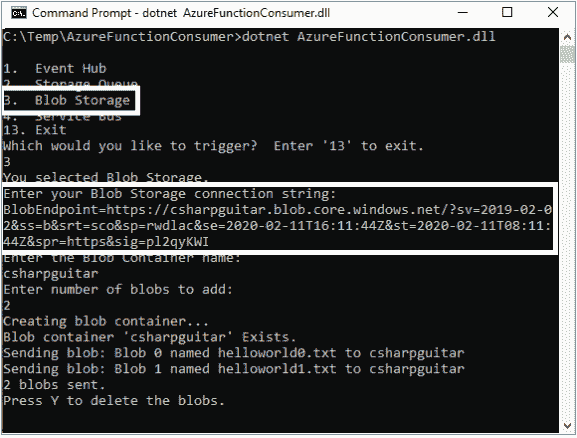 Command Prompt - dotnet AzureFunctionConsumer.dll
C:\Temp\AzureFunctionConsumer>dotnet AzureFunctionConsumer.dll
1. Event Hub
2. Storage Queue
3. Blob Storage
4. Service Bus
13. Exit
Which would you like to trigger? Enter '13' to exit.
3
You selected Blob Storage.
Enter your Blob Storage connection string:
BlobEndpoint=https://csharpguitar.blob.core.windows.net/?sv=2019-02-0
2&ss=b&srt=sco&sp=rwdlac&se=2020-02-11T16:11:44Z&st=2020-02-11T08:11:
44Z&spr=https&sig=pl2qyKWI
Enter the Blob Container name:
csharpguitar
Enter number of blobs to add:
2
Creating blob container...
Blob container 'csharpguitar' Exists.
Sending blob: Blob 0 named helloworld0.txt to csharpguitar
Sending blob: Blob 1 named helloworld1.txt to csharpguitar
2 blobs sent.
Press Y to delete the blobs.